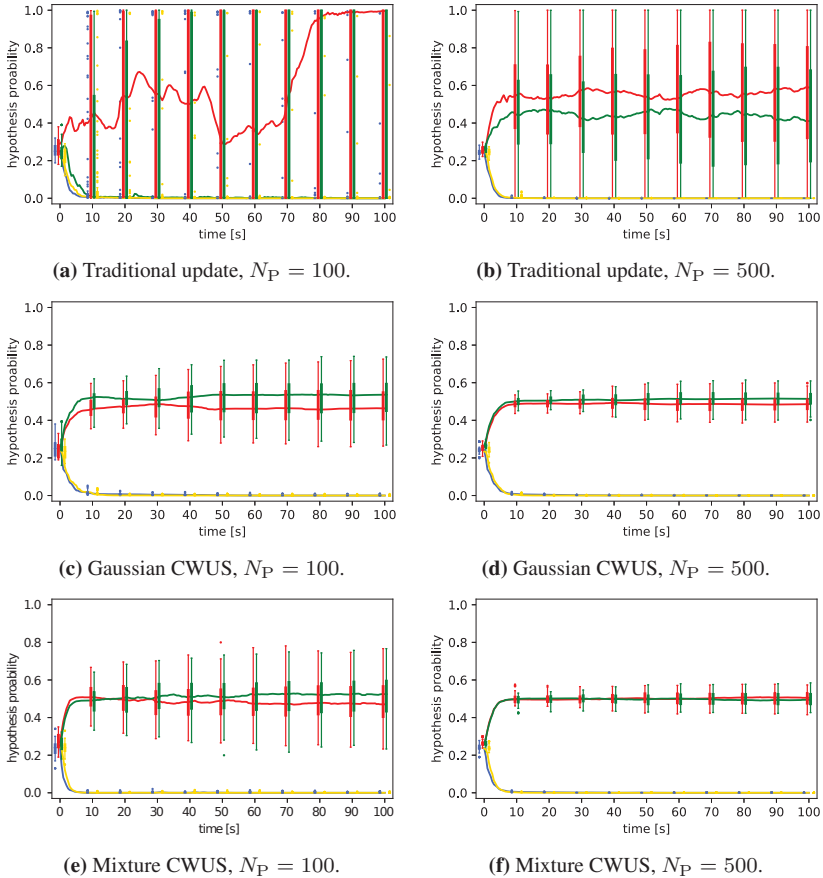 1.0
0.8
0.6
0.4
0.2
0.0
hypothesis proability
0 10 20 30 40 50 60 70 80 90 100
time [s]
(a) Traditional update, N_P = 100.
1.0
0.8
0.6
0.4
0.2
0.0
hypothesis proability
0 10 20 30 40 50 60 70 80 90 100
time [s]
(b) Traditional update, N_P = 500.
1.0
0.8
0.6
0.4
0.2
0.0
hypothesis proability
0 10 20 30 40 50 60 70 80 90 100
time [s]
(c) Gaussian CWUS, N_P = 100.
1.0
0.8
0.6
0.4
0.2
0.0
hypothesis proability
0 10 20 30 40 50 60 70 80 90 100
time [s]
(d) Gaussian CWUS, N_P = 500.
1.0
0.8
0.6
0.4
0.2
0.0
hypothesis proability
0 10 20 30 40 50 60 70 80 90 100
time [s]
(e) Mixture CWUS, N_P = 100.
1.0
0.8
0.6
0.4
0.2
0.0
hypothesis proability
0 10 20 30 40 50 60 70 80 90 100
time [s]
(f) Mixture CWUS, N_P = 500.